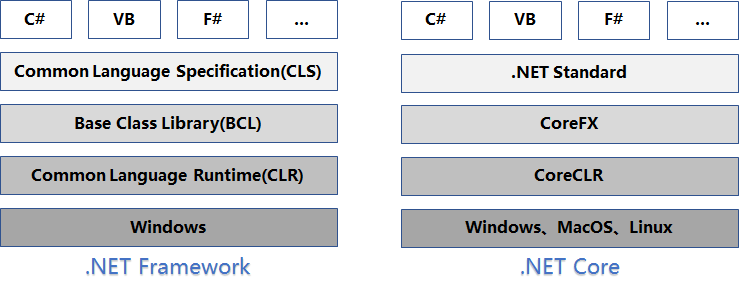 C# VB F# ...
Common Language Specification(CLS)
Base Class Library(BCL)
Common Language Runtime(CLR)
Windows
.NET Framework
C# VB F# ...
.NET Standard
CoreFX
CoreCLR
Windows、MacOS、Linux
.NET Core